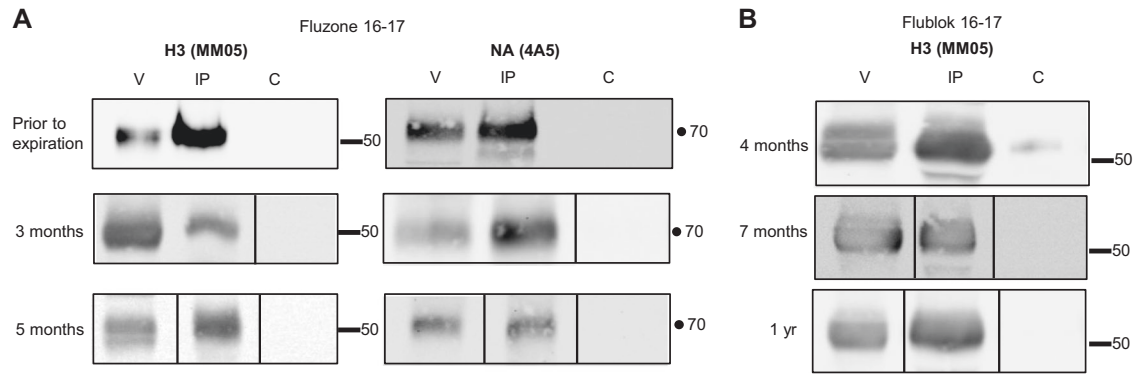 A
Fluzone 16-17
H3 (MM05)
NA (4A5)
V IP C
V IP C
Prior to
expiration
50
70
3 months
50
70
5 months
50
70
B
Flublok 16-17
H3 (MM05)
V IP C
4 months
50
7 months
50
1 yr
50